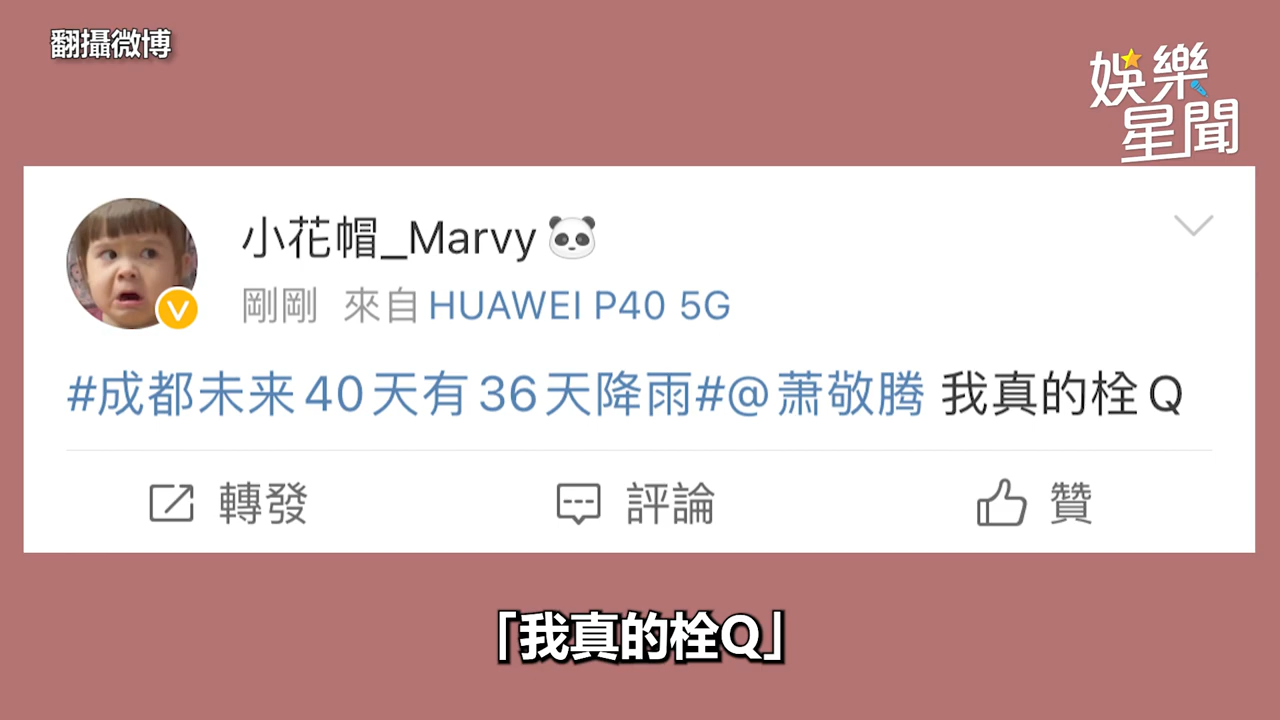 翻攝微博
娛樂
星聞
小花帽_Marvy🐼
剛剛 來自 HUAWEI P40 5G
#成都未来40天有36天降雨#@萧敬腾 我真的栓Q
轉發
評論
贊
「我真的栓Q」